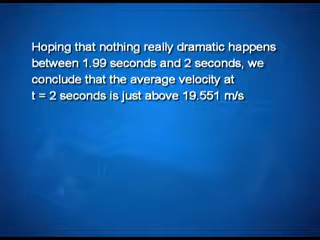 Hoping that nothing really dramatic happens
between 1.99 seconds and 2 seconds, we
conclude that the average velocity at
t = 2 seconds is just above 19.551 m/s